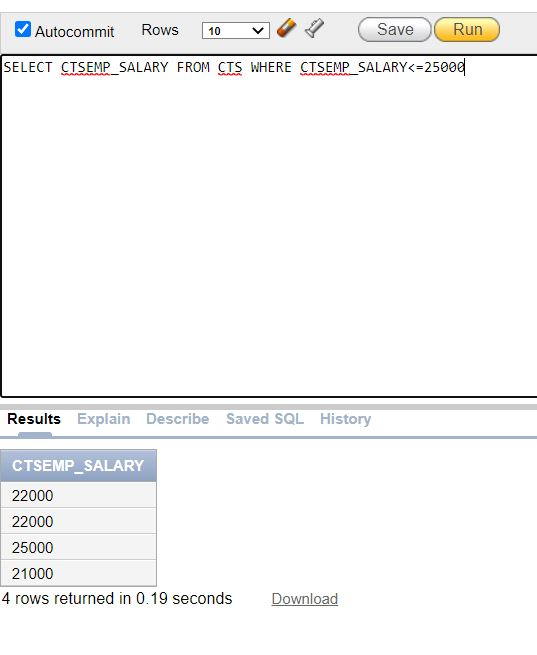 Autocommit Rows 10 Save Run
SELECT CTSEMP_SALARY FROM CTS WHERE CTSEMP_SALARY<=25000
Results Explain Describe Saved SQL History
CTSEMP_SALARY
22000
22000
25000
21000
4 rows returned in 0.19 seconds Download